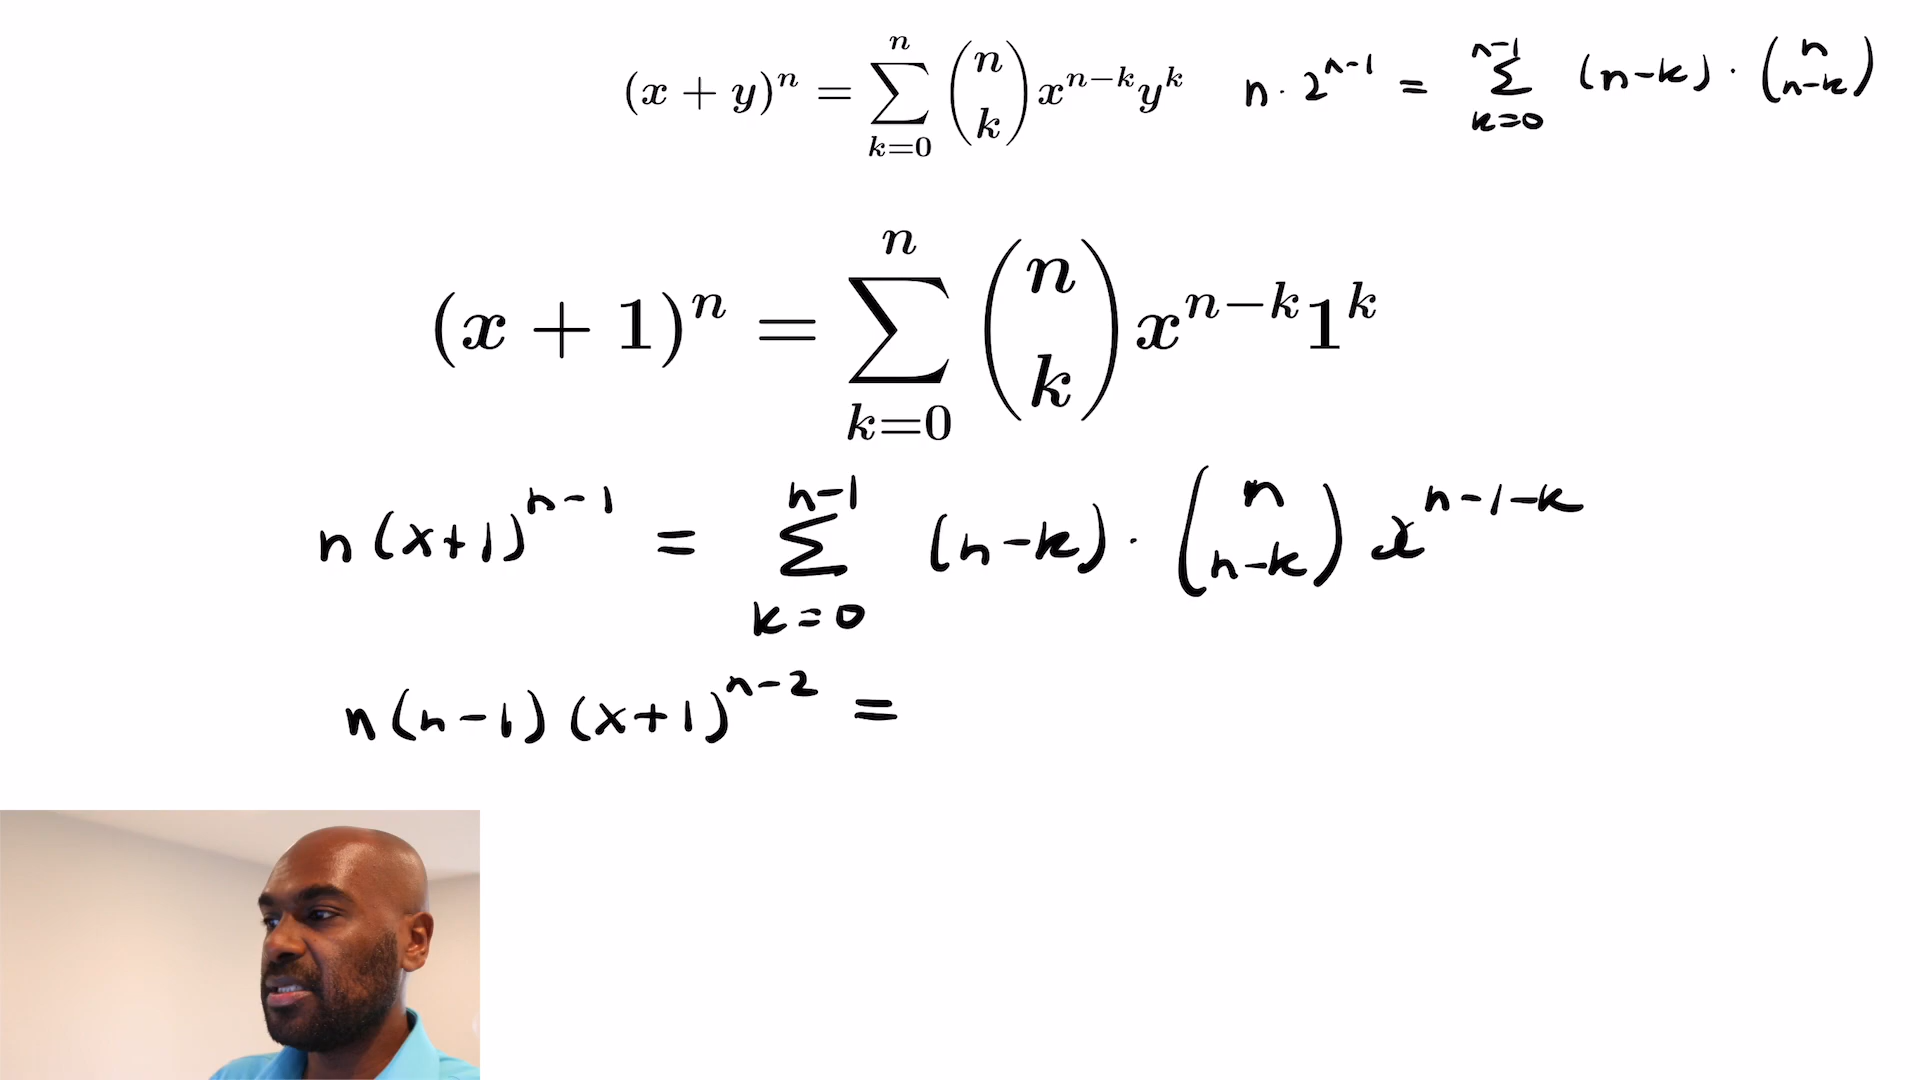 (x + y)^n = \sum_{k=0}^{n} \binom{n}{k} x^{n-k} y^k    n · 2^{n-1} = \sum_{k=0}^{n-1} (n-k) · \binom{n}{n-k}
(x + 1)^n = \sum_{k=0}^{n} \binom{n}{k} x^{n-k} 1^k
n(x+1)^{n-1} = \sum_{k=0}^{n-1} (n-k) · \binom{n}{n-k} x^{n-1-k}
n(n-1)(x+1)^{n-2} =